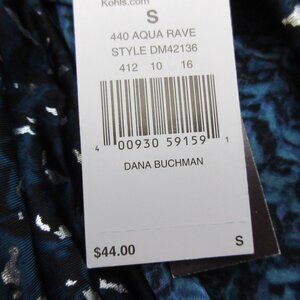 Kohls.com
S
440 AQUA RAVE
STYLE DM42136
412 10 16
4 00930 59159 1
DANA BUCHMAN
$44.00 S